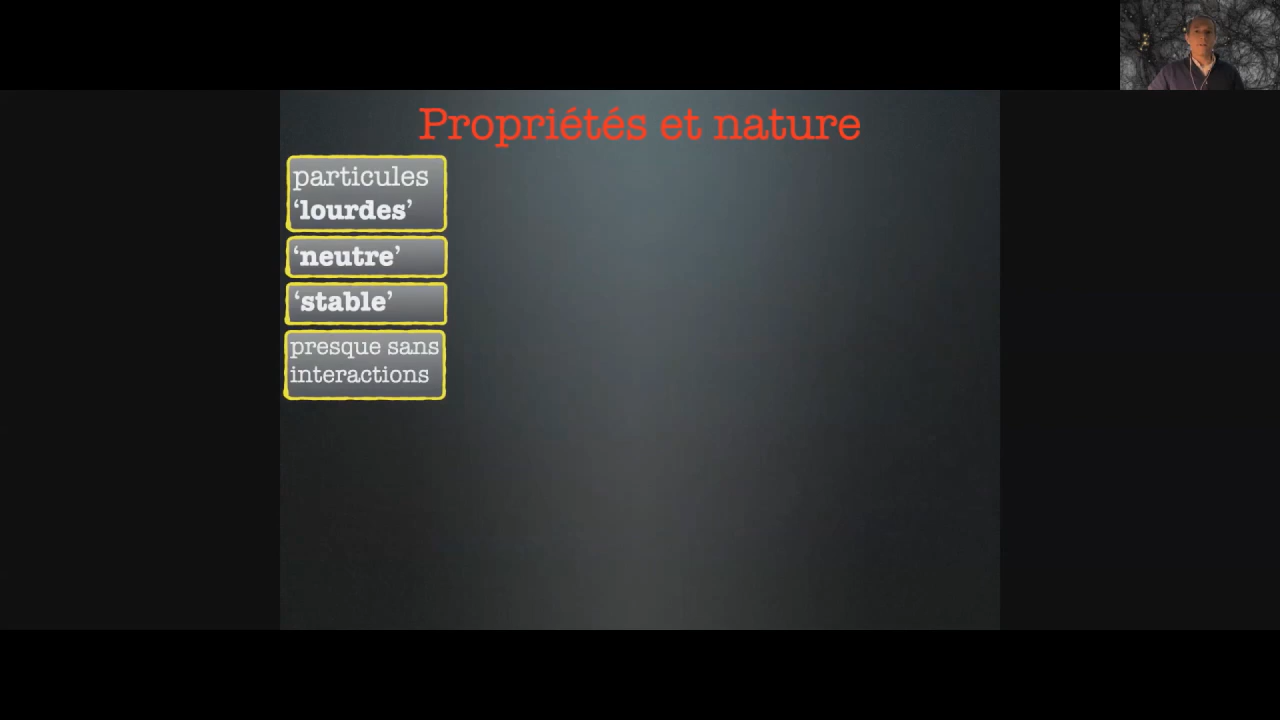 Propriétés et nature
particules
‘lourdes’
‘neutre’
‘stable’
presque sans
interactions